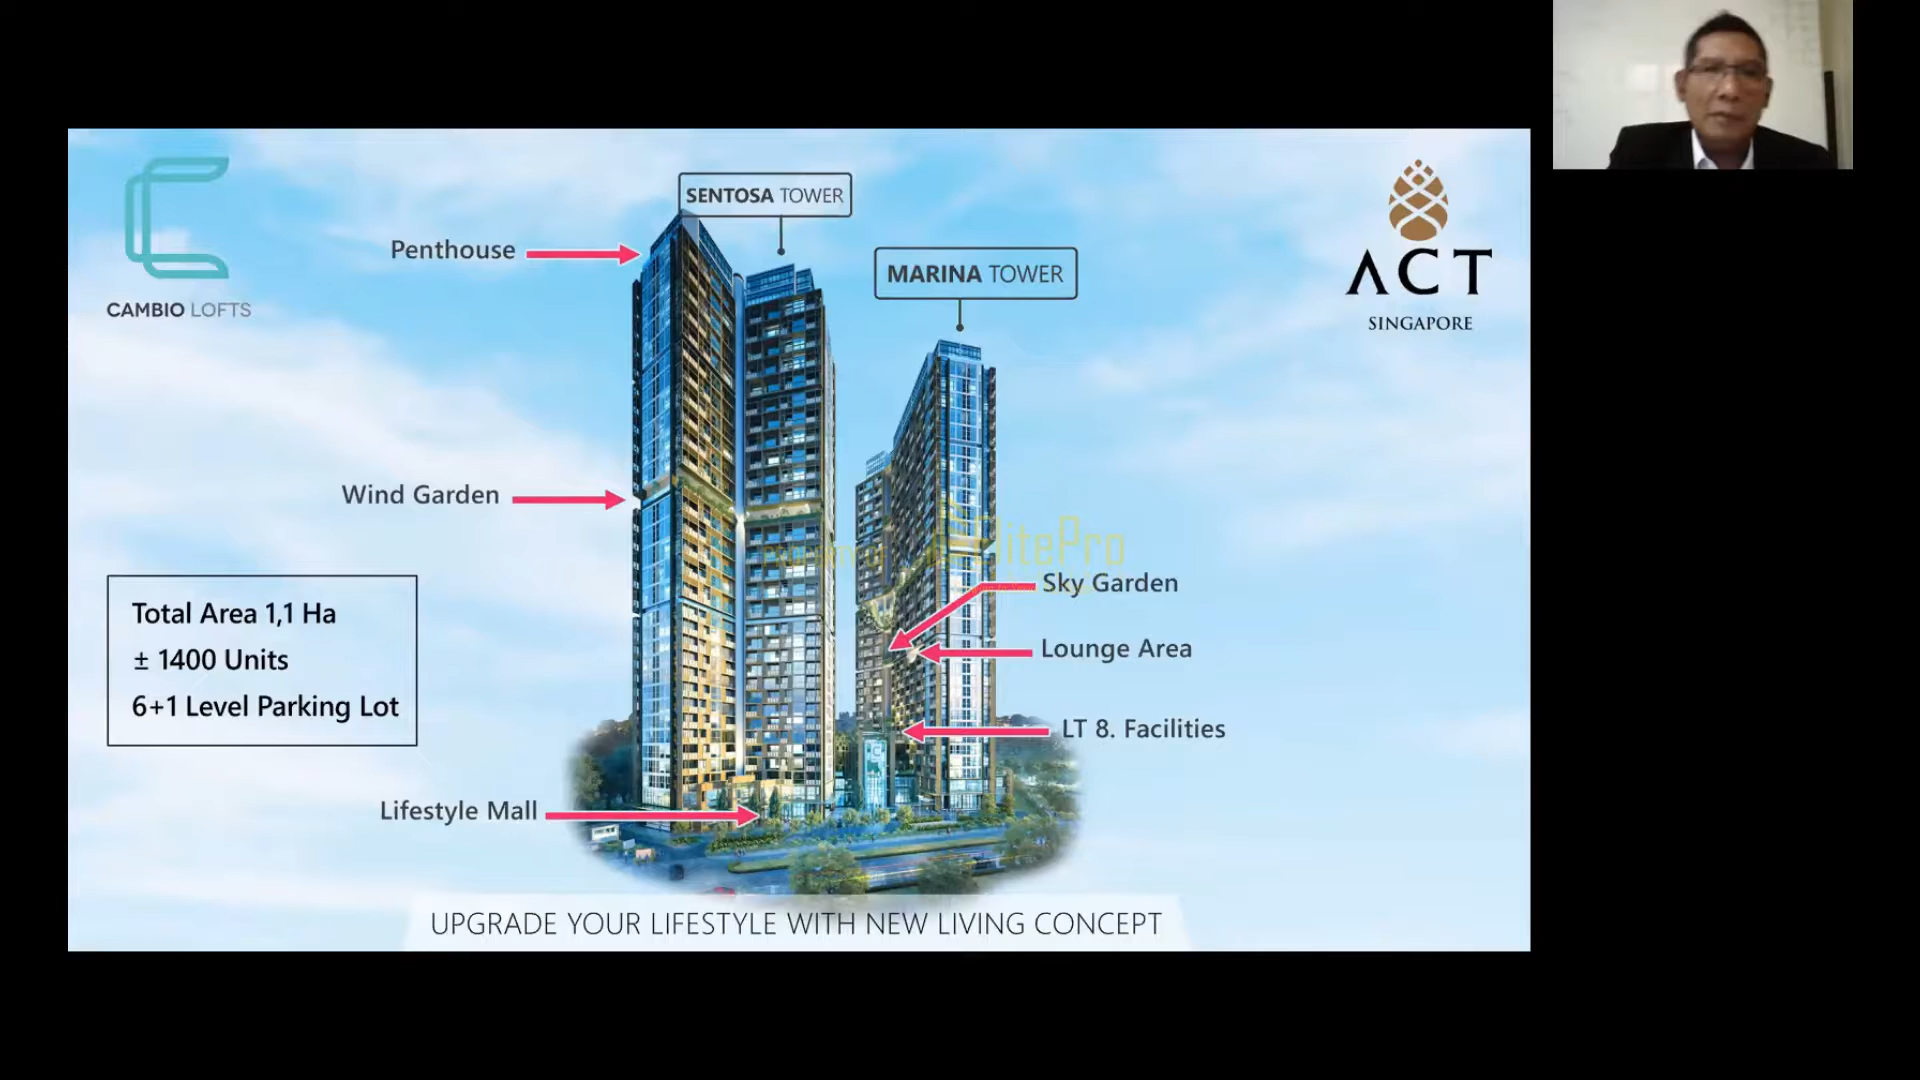 SENTOSA TOWER
Penthouse
MARINA TOWER
CAMBIO LOFTS
ACT
SINGAPORE
Wind Garden
ElitePro
Sky Garden
Total Area 1,1 Ha
± 1400 Units
6+1 Level Parking Lot
Lounge Area
LT 8. Facilities
Lifestyle Mall
UPGRADE YOUR LIFESTYLE WITH NEW LIVING CONCEPT